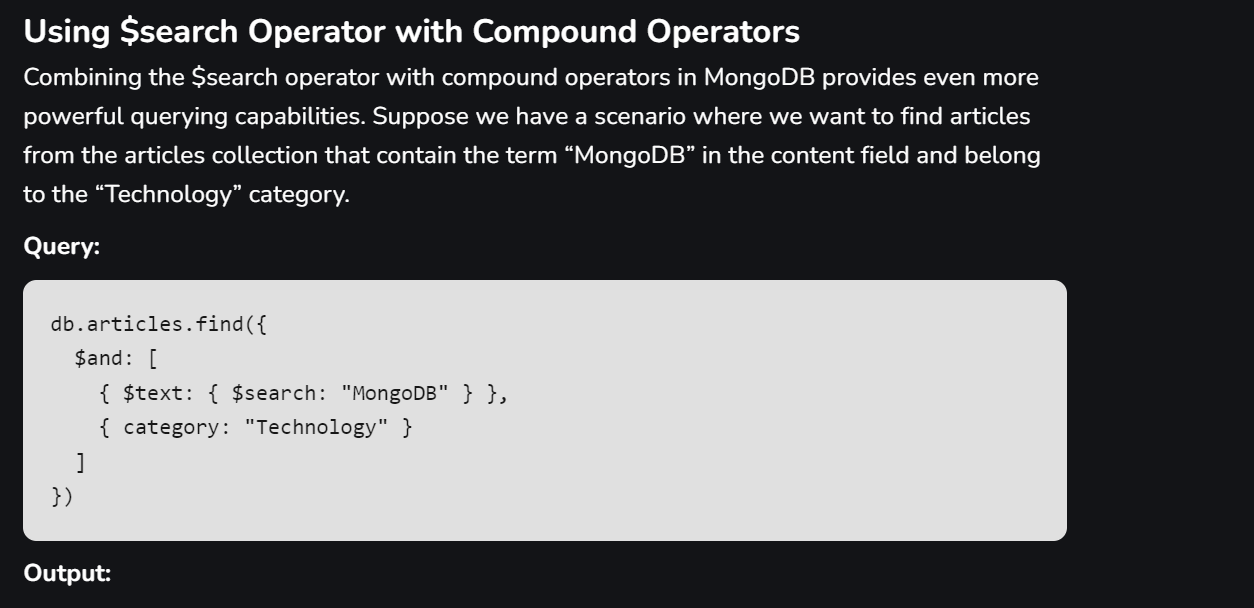 Using $search Operator with Compound Operators
Combining the $search operator with compound operators in MongoDB provides even more
powerful querying capabilities. Suppose we have a scenario where we want to find articles
from the articles collection that contain the term “MongoDB” in the content field and belong
to the “Technology” category.
Query:
db.articles.find({
  $and: [
    { $text: { $search: "MongoDB" } },
    { category: "Technology" }
  ]
})
Output: